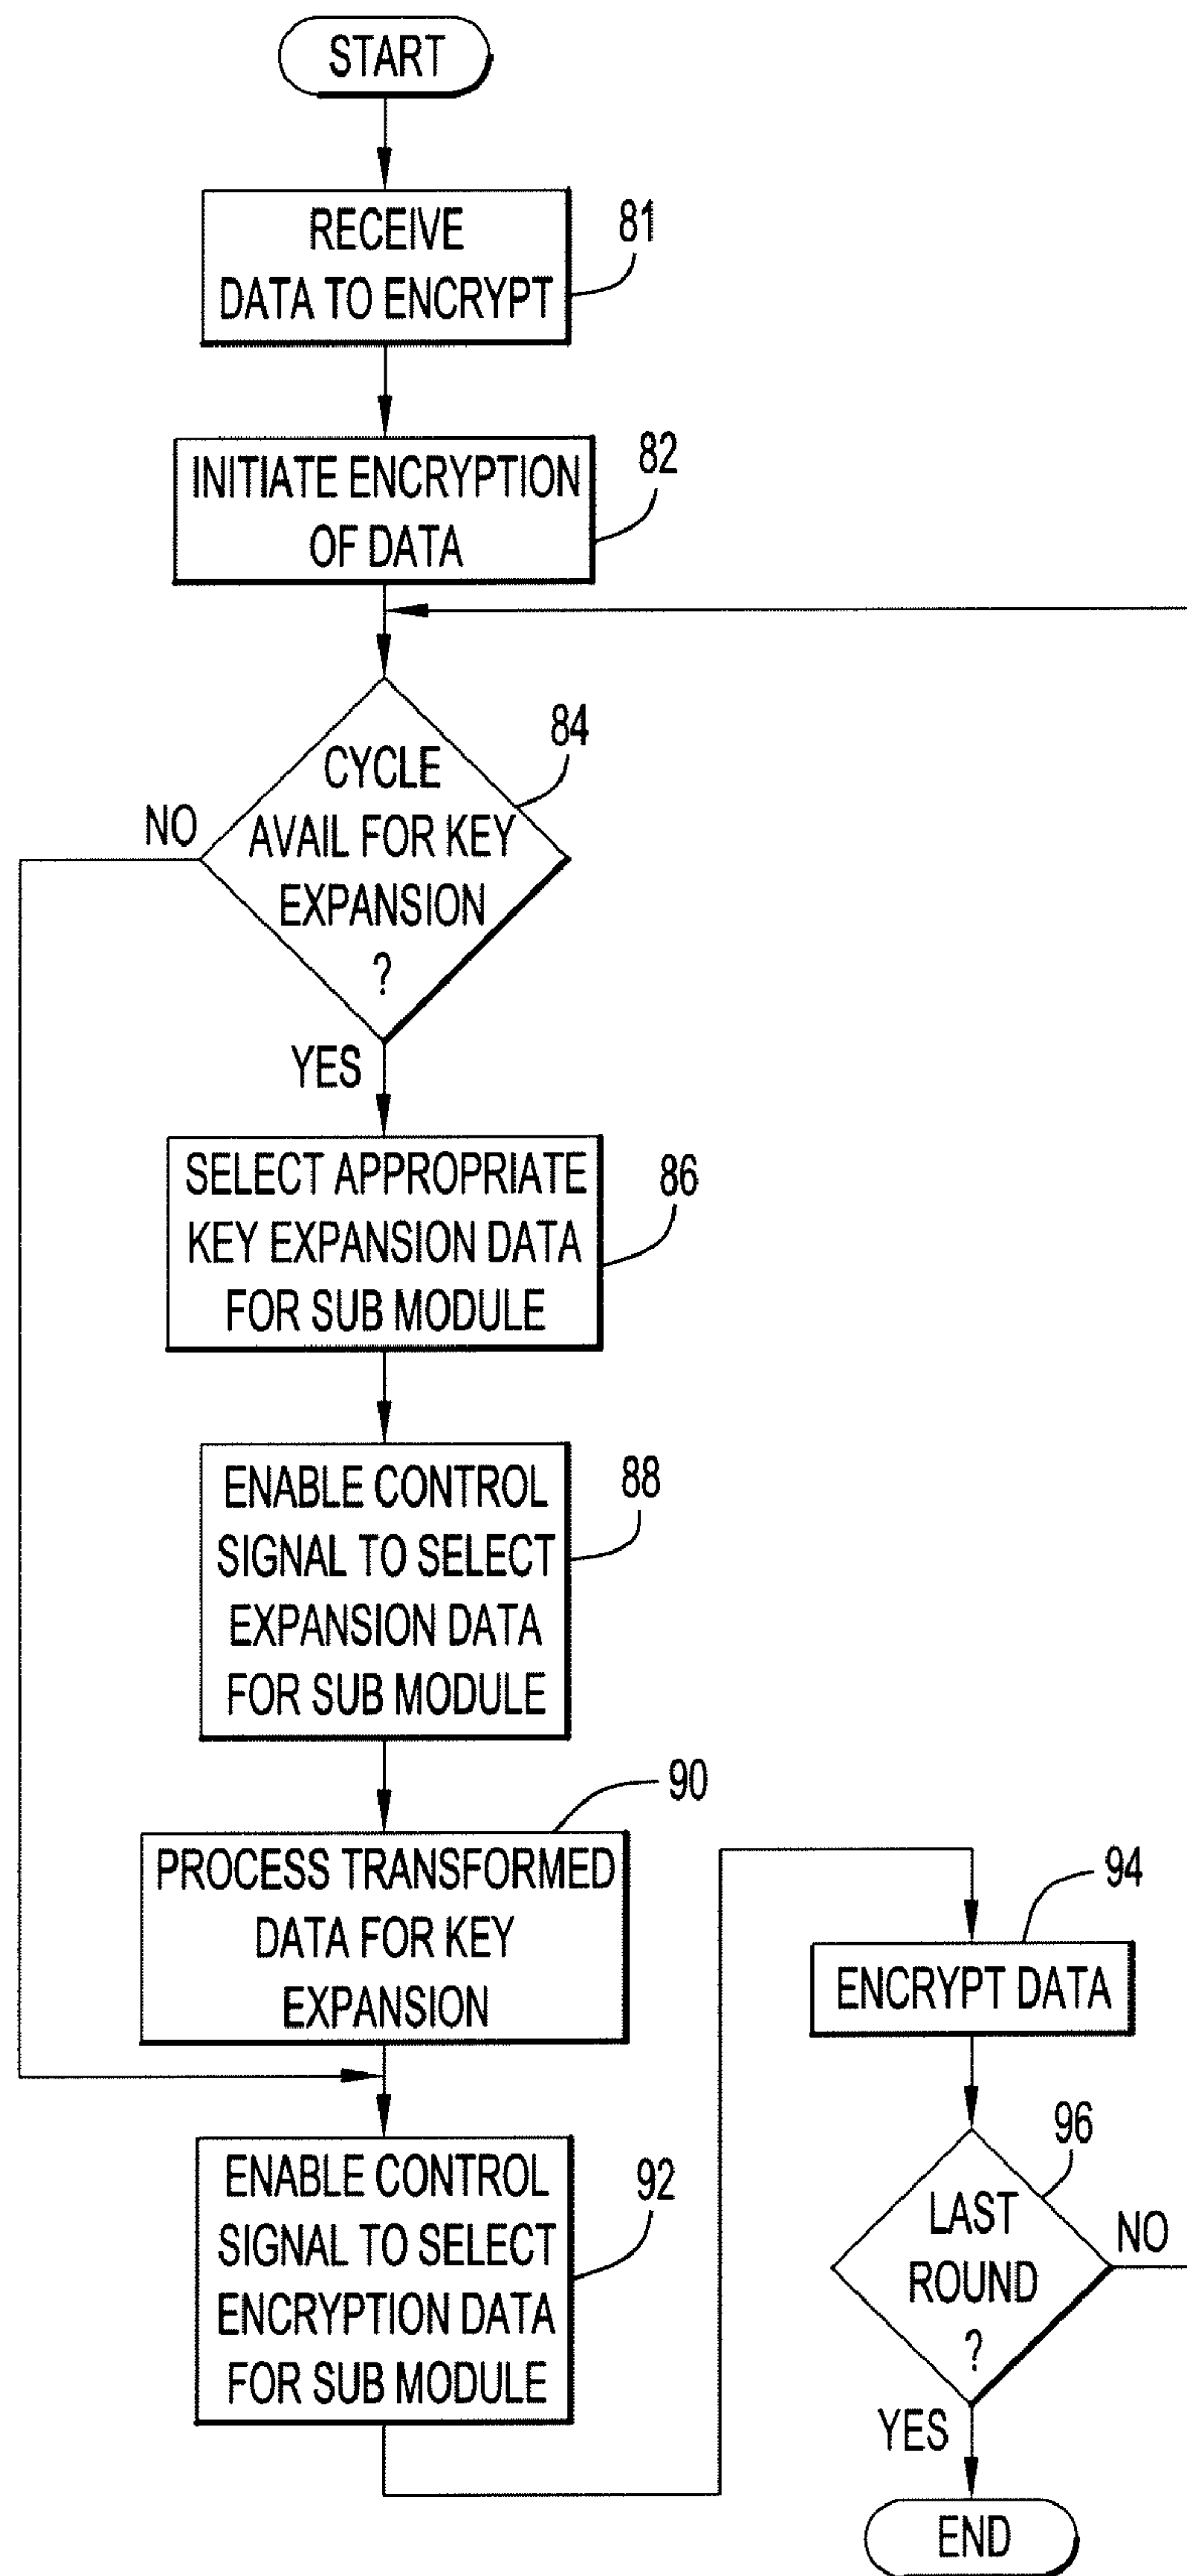 START
RECEIVE
DATA TO ENCRYPT
81
INITIATE ENCRYPTION
OF DATA
82
CYCLE
AVAIL FOR KEY
EXPANSION
?
84
NO
YES
SELECT APPROPRIATE
KEY EXPANSION DATA
FOR SUB MODULE
86
ENABLE CONTROL
SIGNAL TO SELECT
EXPANSION DATA
FOR SUB MODULE
88
PROCESS TRANSFORMED
DATA FOR KEY
EXPANSION
90
ENABLE CONTROL
SIGNAL TO SELECT
ENCRYPTION DATA
FOR SUB MODULE
92
ENCRYPT DATA
94
LAST
ROUND
?
96
NO
YES
END